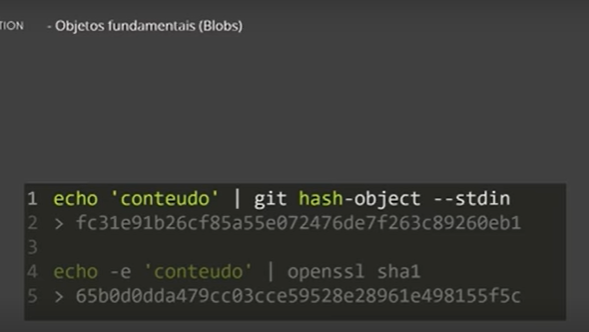 TION - Objetos fundamentais (Blobs)
1 echo 'conteudo' | git hash-object --stdin
2 > fc31e91b26cf85a55e072476de7f263c89260eb1
3
4 echo -e 'conteudo' | openssl sha1
5 > 65b0d0dda479cc03cce59528e28961e498155f5c